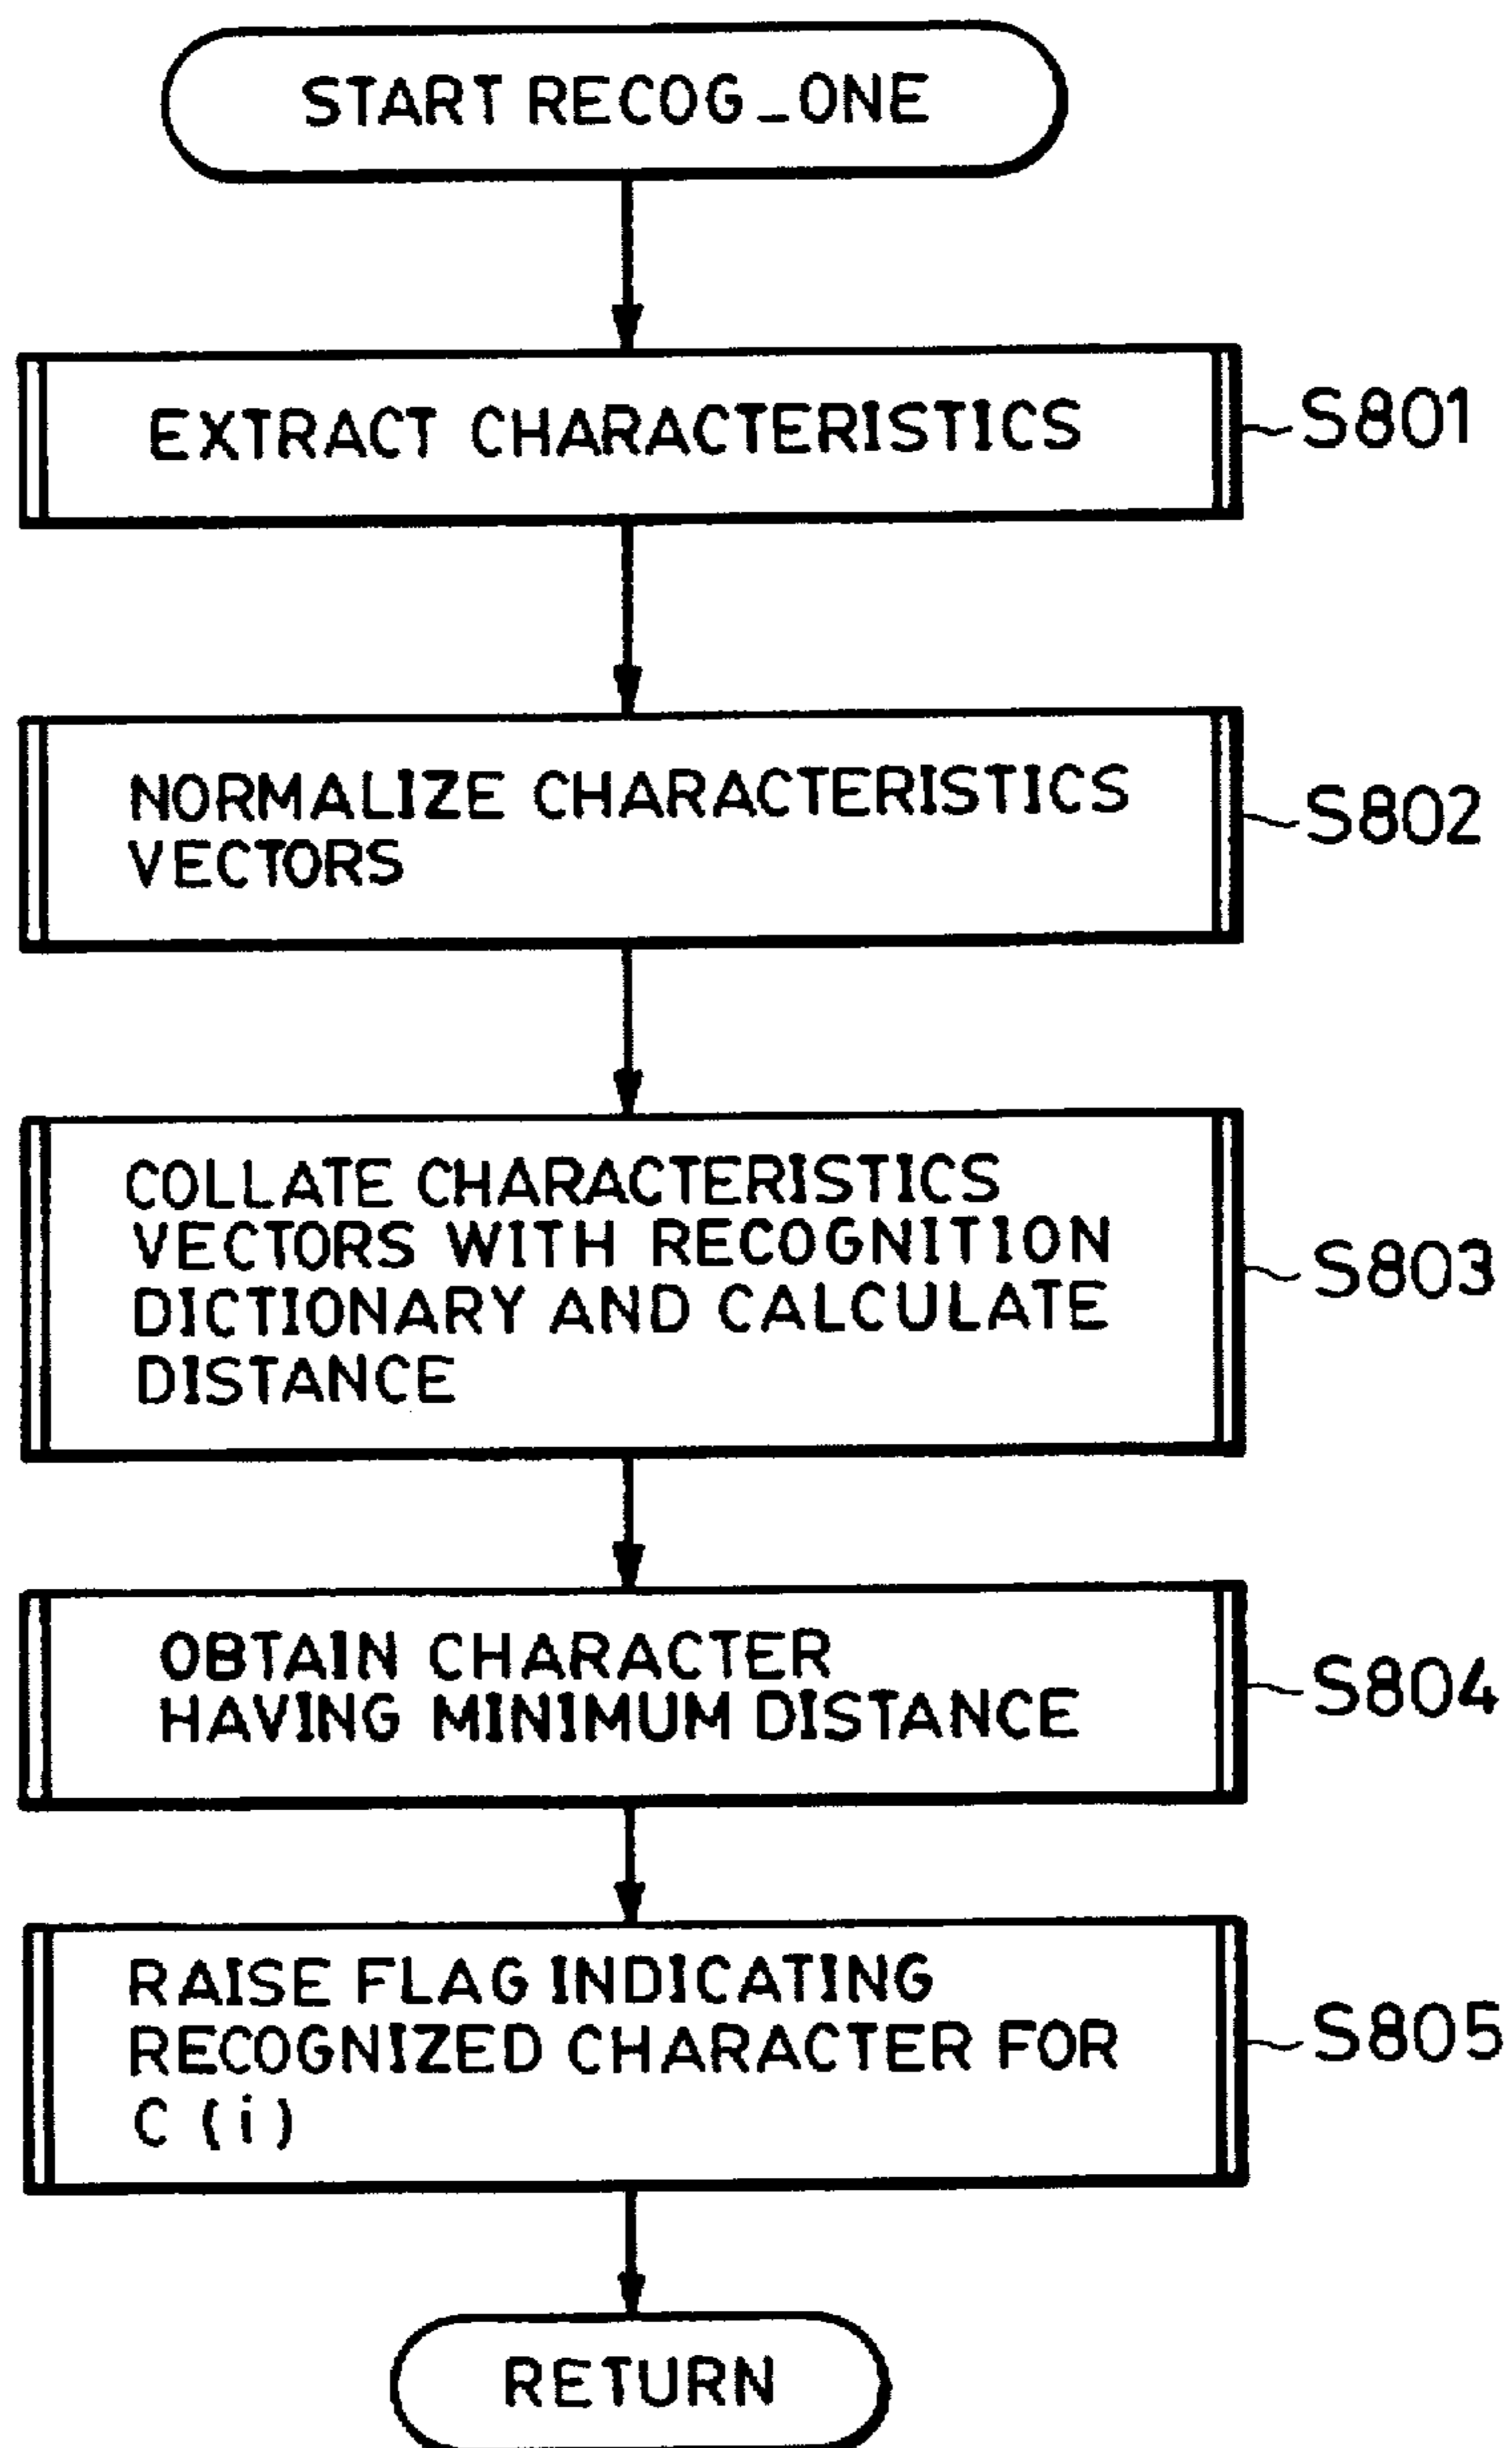 START RECOG_ONE
EXTRACT CHARACTERISTICS
S801
NORMALIZE CHARACTERISTICS
VECTORS
S802
COLLATE CHARACTERISTICS
VECTORS WITH RECOGNITION
DICTIONARY AND CALCULATE
DISTANCE
S803
OBTAIN CHARACTER
HAVING MINIMUM DISTANCE
S804
RAISE FLAG INDICATING
RECOGNIZED CHARACTER FOR
C (i)
S805
RETURN